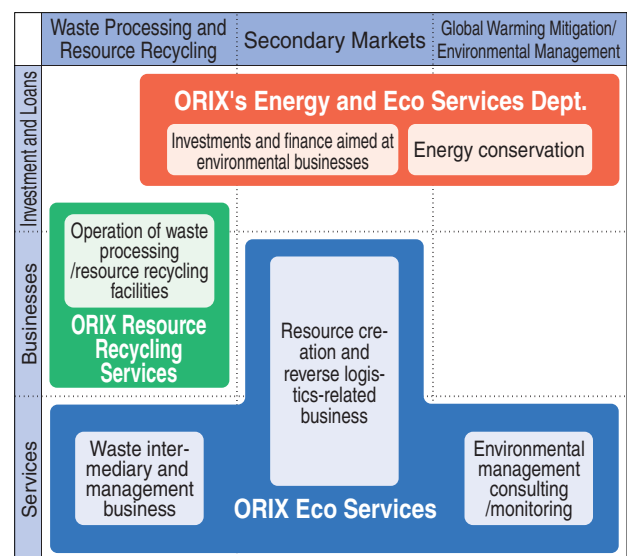 Waste Processing and
Resource Recycling
Secondary Markets
Global Warming Mitigation/
Environmental Management
Investment and Loans
ORIX's Energy and Eco Services Dept.
Investments and finance aimed at
environmental businesses
Energy conservation
Businesses
Operation of waste
processing
/resource recycling
facilities
ORIX Resource
Recycling
Services
Resource cre-
ation and
reverse logis-
tics-related
business
Services
Waste inter-
mediary and
management
business
ORIX Eco Services
Environmental
management
consulting
/monitoring